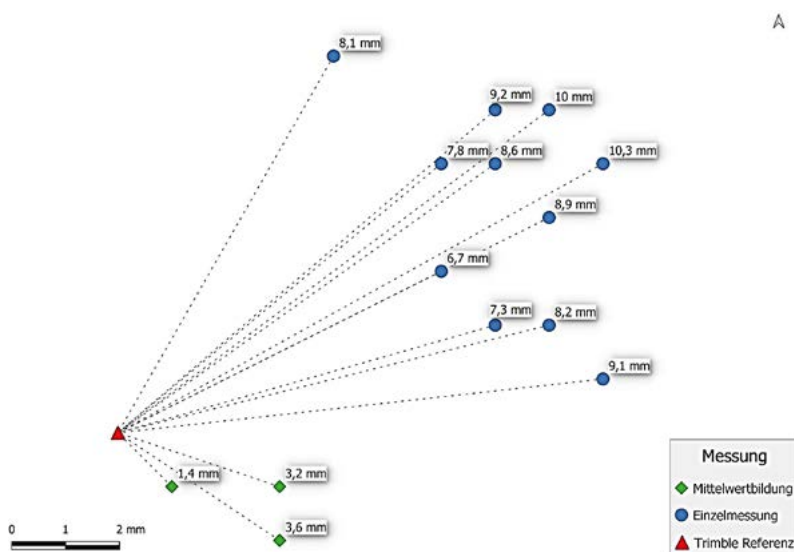 8,1 mm
9,2 mm
10 mm
7,8 mm
8,6 mm
10,3 mm
8,9 mm
6,7 mm
7,3 mm
8,2 mm
9,1 mm
1,4 mm
3,2 mm
3,6 mm
0 1 2 mm
Messung
Mittelwertbildung
Einzelmessung
Trimble Referenz